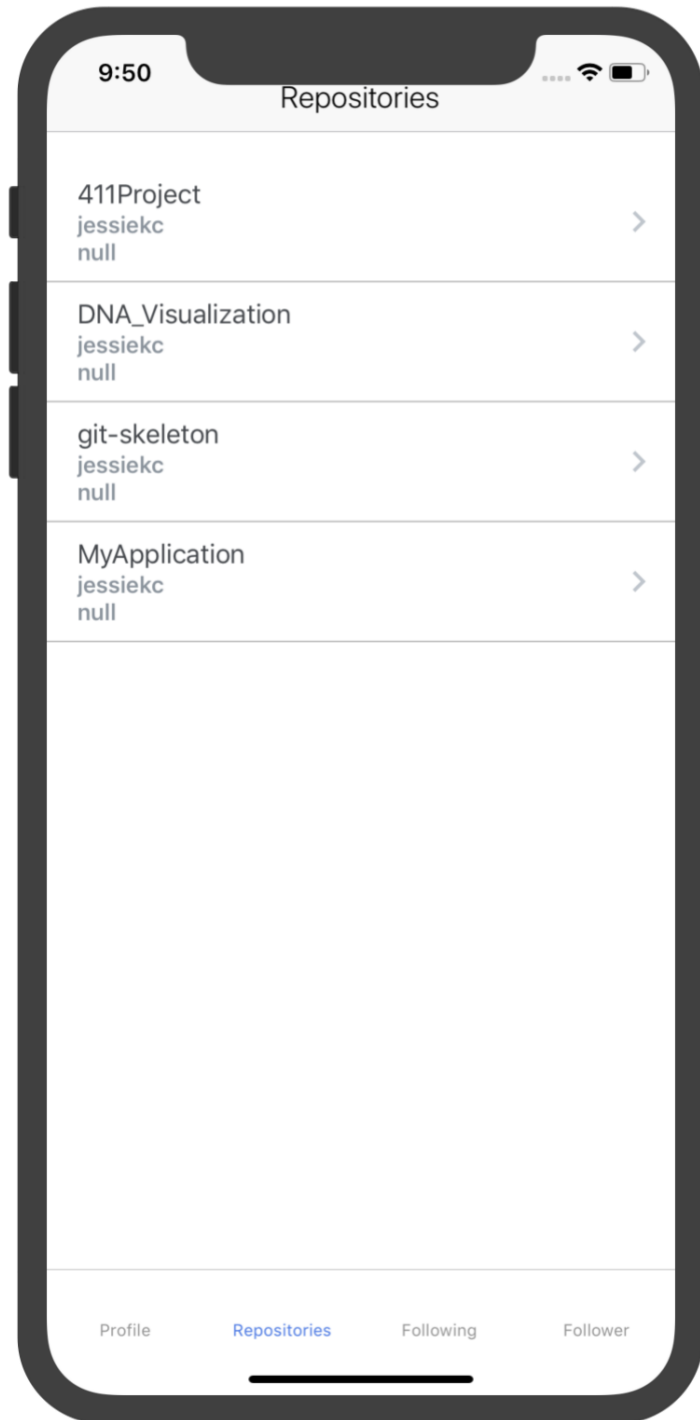 9:50
Repositories
411Project
jessiekc
null
DNA_Visualization
jessiekc
null
git-skeleton
jessiekc
null
MyApplication
jessiekc
null
Profile Repositories Following Follower